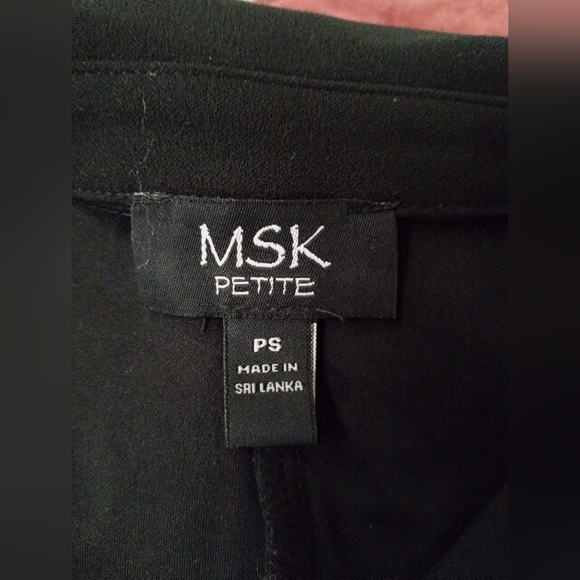 MSK
PETITE
PS
MADE IN
SRI LANKA